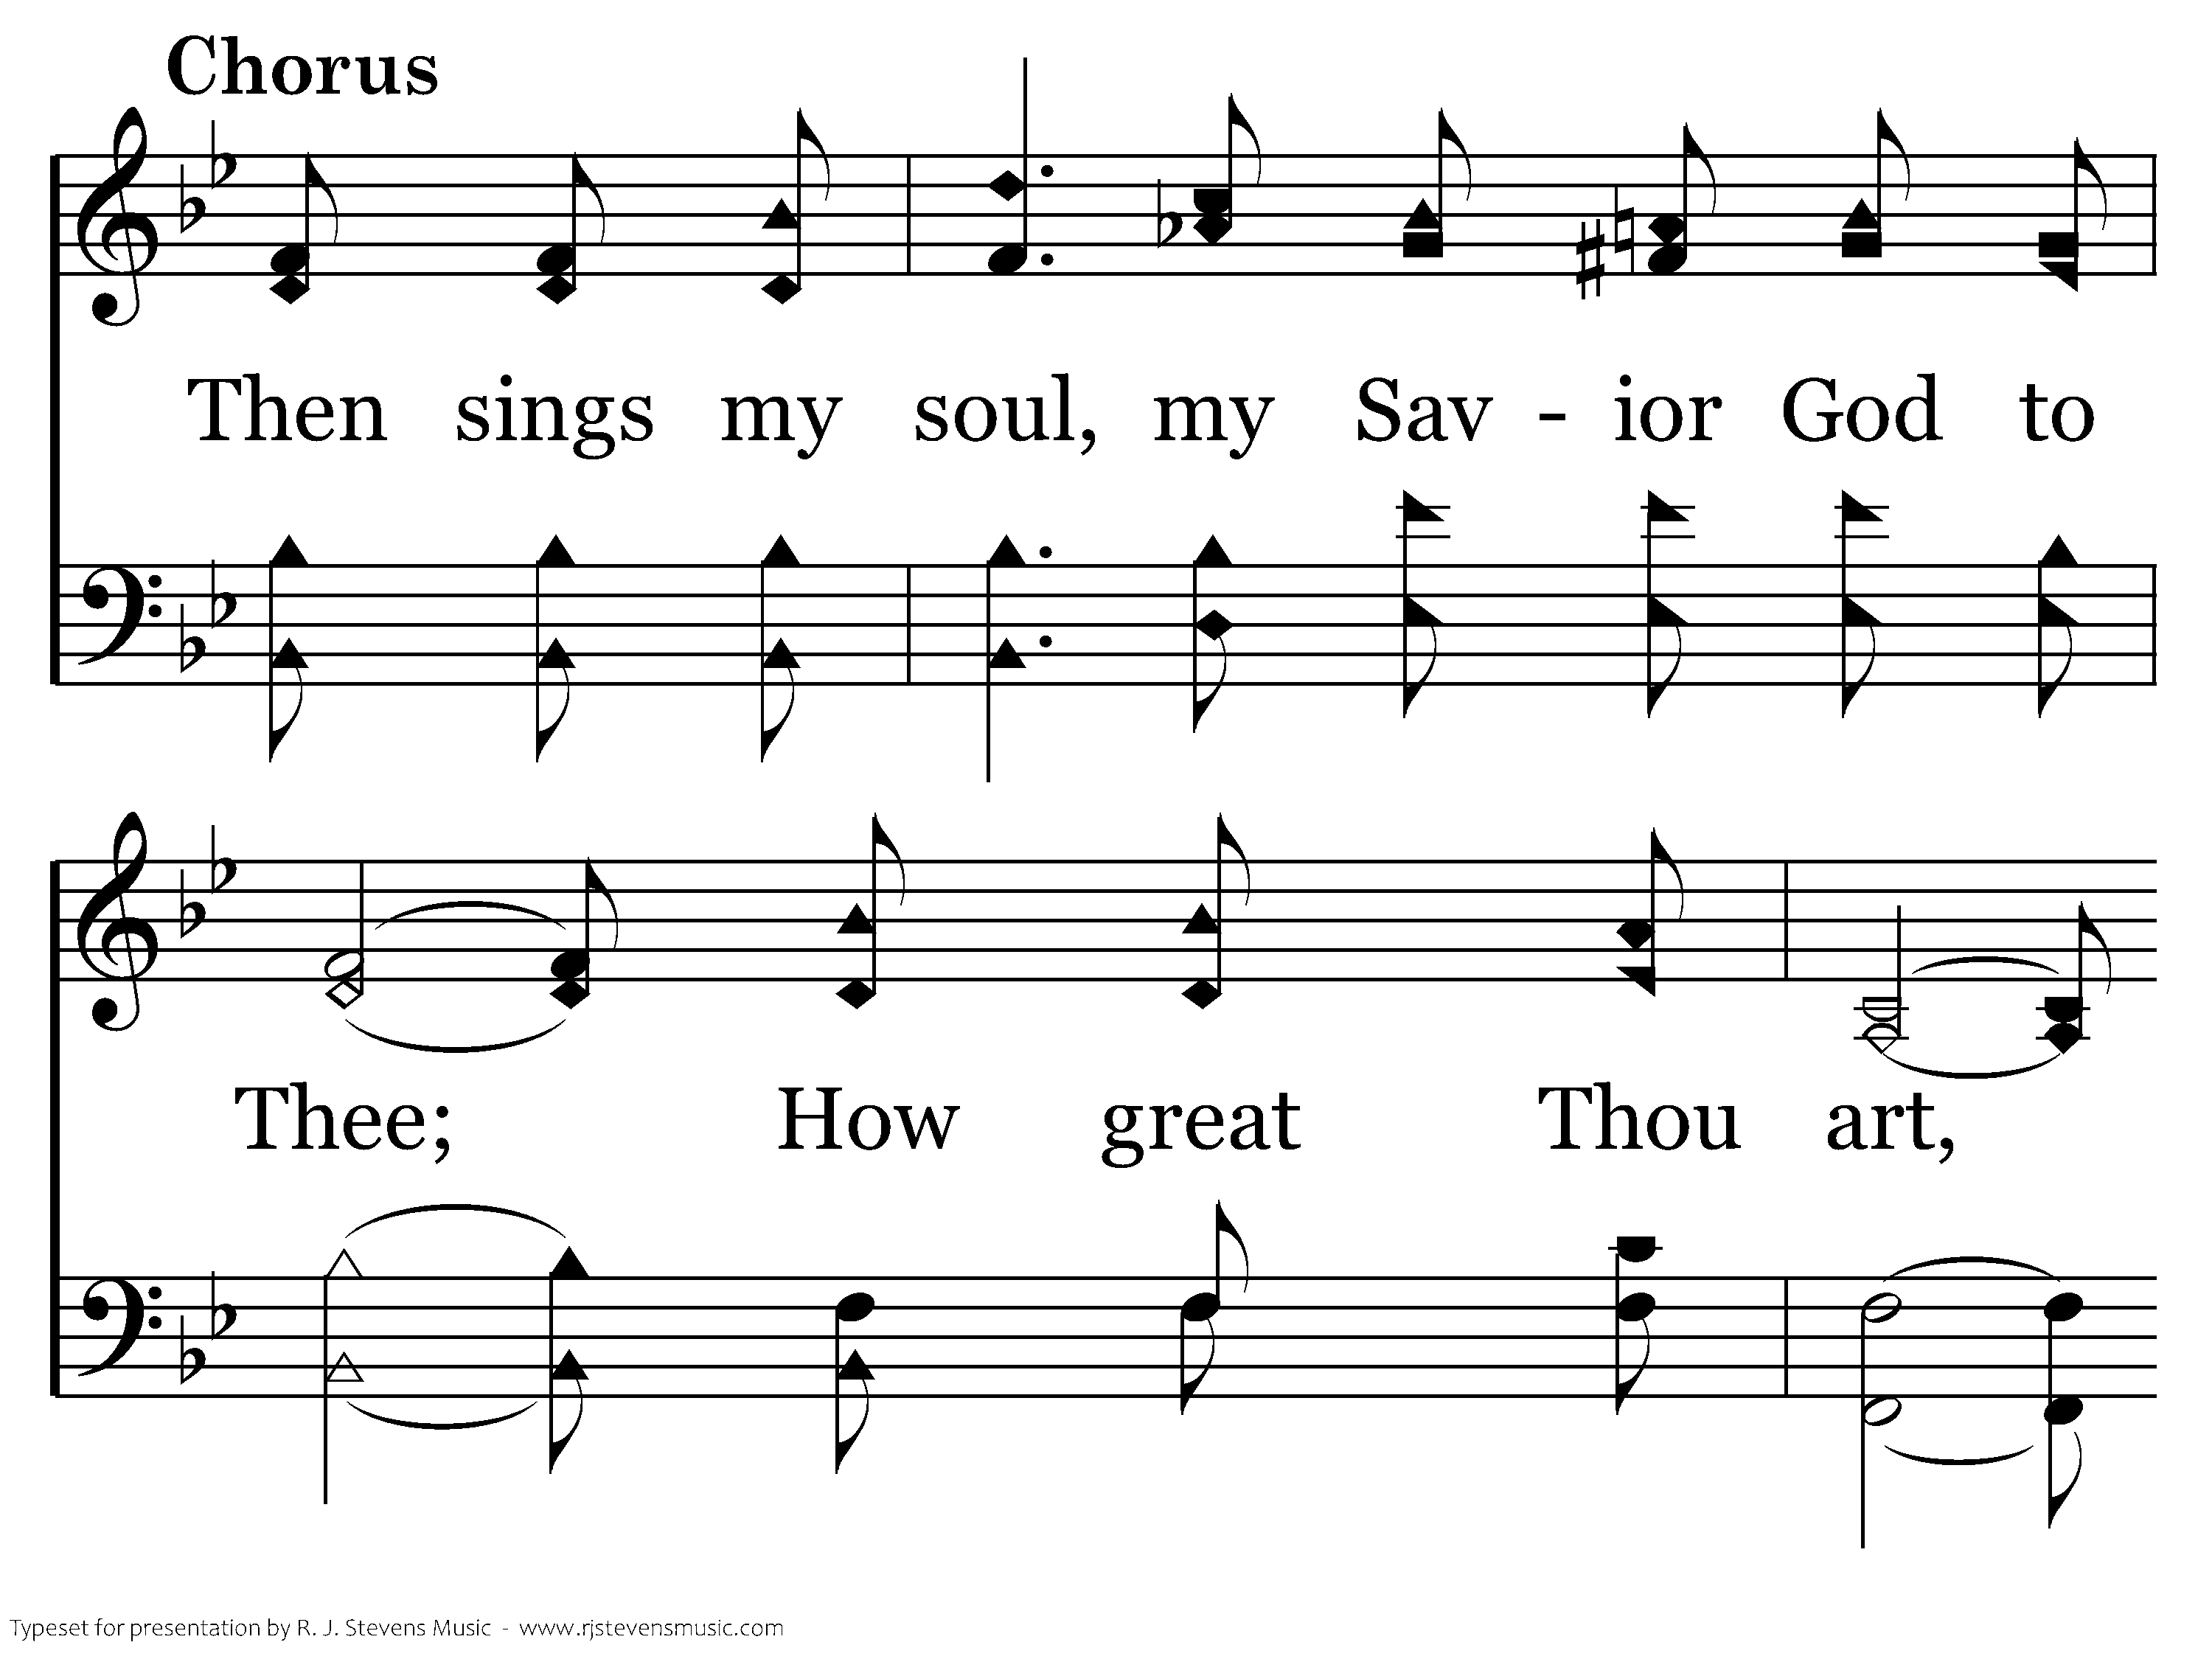 Chorus
Then sings my soul, my Sav - ior God to
Thee; How great Thou art,
Typeset for presentation by R. J. Stevens Music - www.rjstevensmusic.com